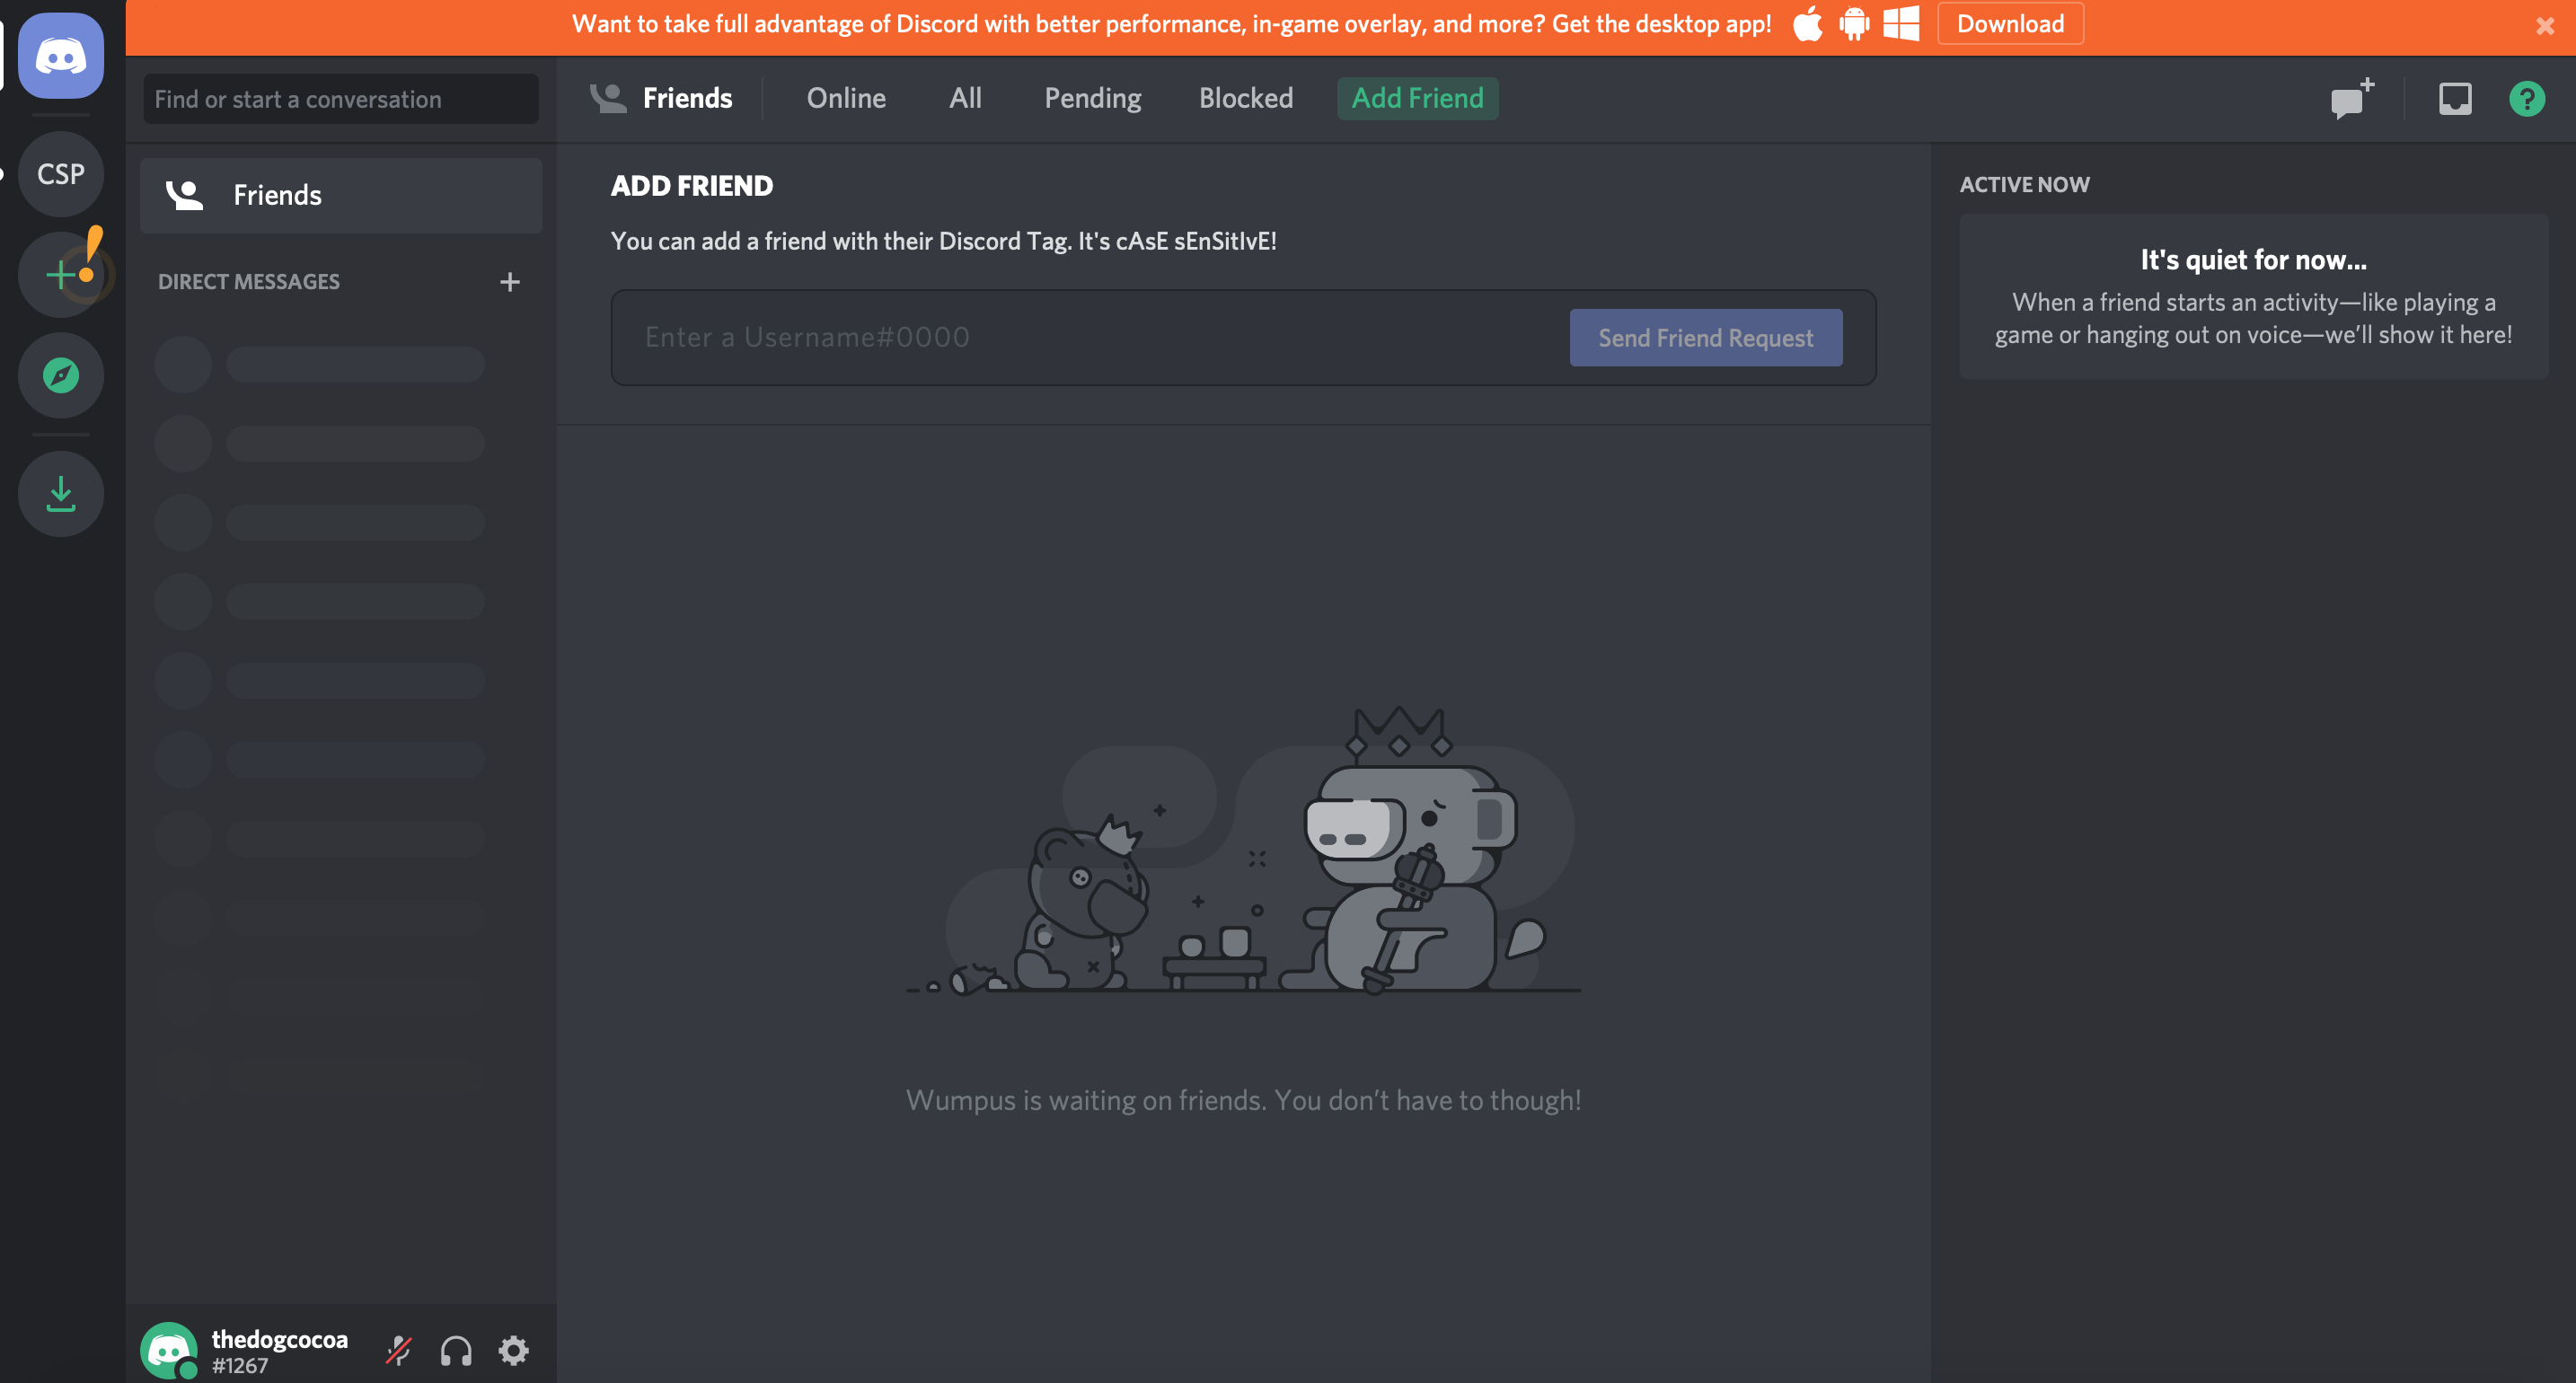 Want to take full advantage of Discord with better performance, in-game overlay, and more? Get the desktop app!
Download
Find or start a conversation
Friends
Online
All
Pending
Blocked
Add Friend
?
CSP
Friends
DIRECT MESSAGES
ADD FRIEND
You can add a friend with their Discord Tag. It's cAsE sEnSitIvE!
Enter a Username#0000
Send Friend Request
ACTIVE NOW
It's quiet for now...
When a friend starts an activity—like playing a
game or hanging out on voice—we’ll show it here!
Wumpus is waiting on friends. You don’t have to though!
thedogcocoa
#1267